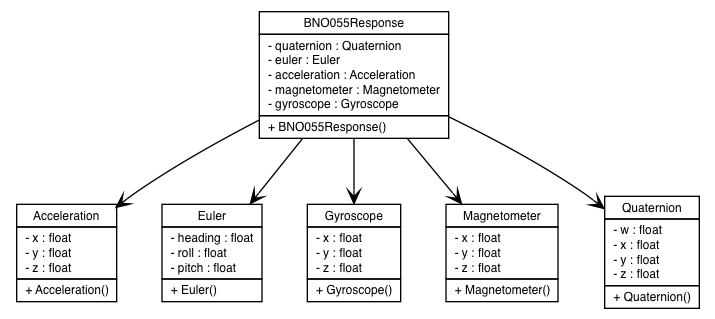 BNO055Response
- quaternion : Quaternion
- euler : Euler
- acceleration : Acceleration
- magnetometer : Magnetometer
- gyroscope : Gyroscope
+ BNO055Response()
Acceleration
- x : float
- y : float
- z : float
+ Acceleration()
Euler
- heading : float
- roll : float
- pitch : float
+ Euler()
Gyroscope
- x : float
- y : float
- z : float
+ Gyroscope()
Magnetometer
- x : float
- y : float
- z : float
+ Magnetometer()
Quaternion
- w : float
- x : float
- y : float
- z : float
+ Quaternion()